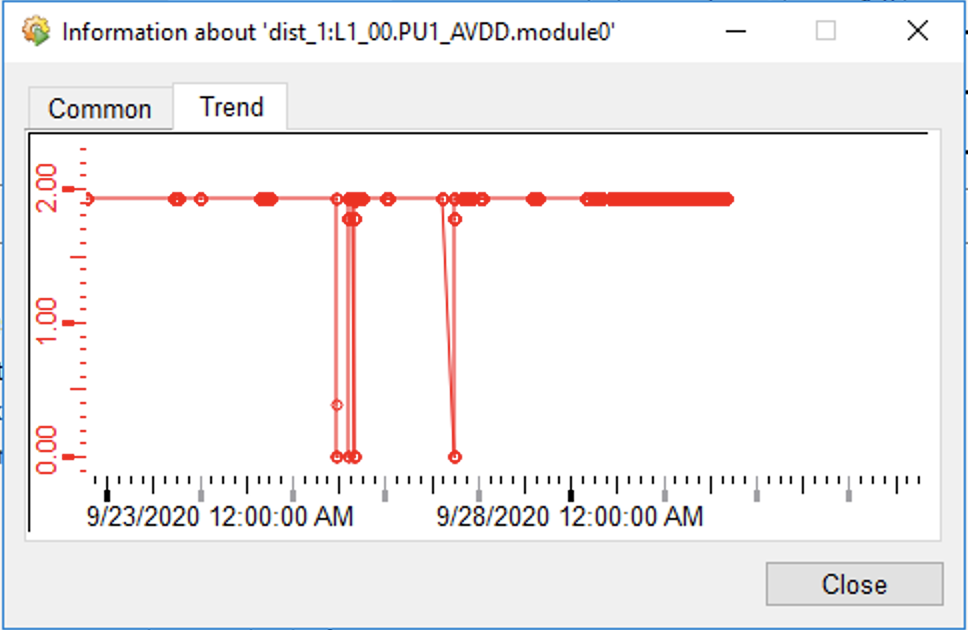 Information about 'dist_1:L1_00.PU1_AVDD.module0'
Common Trend
2.00
1.00
0.00
9/23/2020 12:00:00 AM 9/28/2020 12:00:00 AM
Close